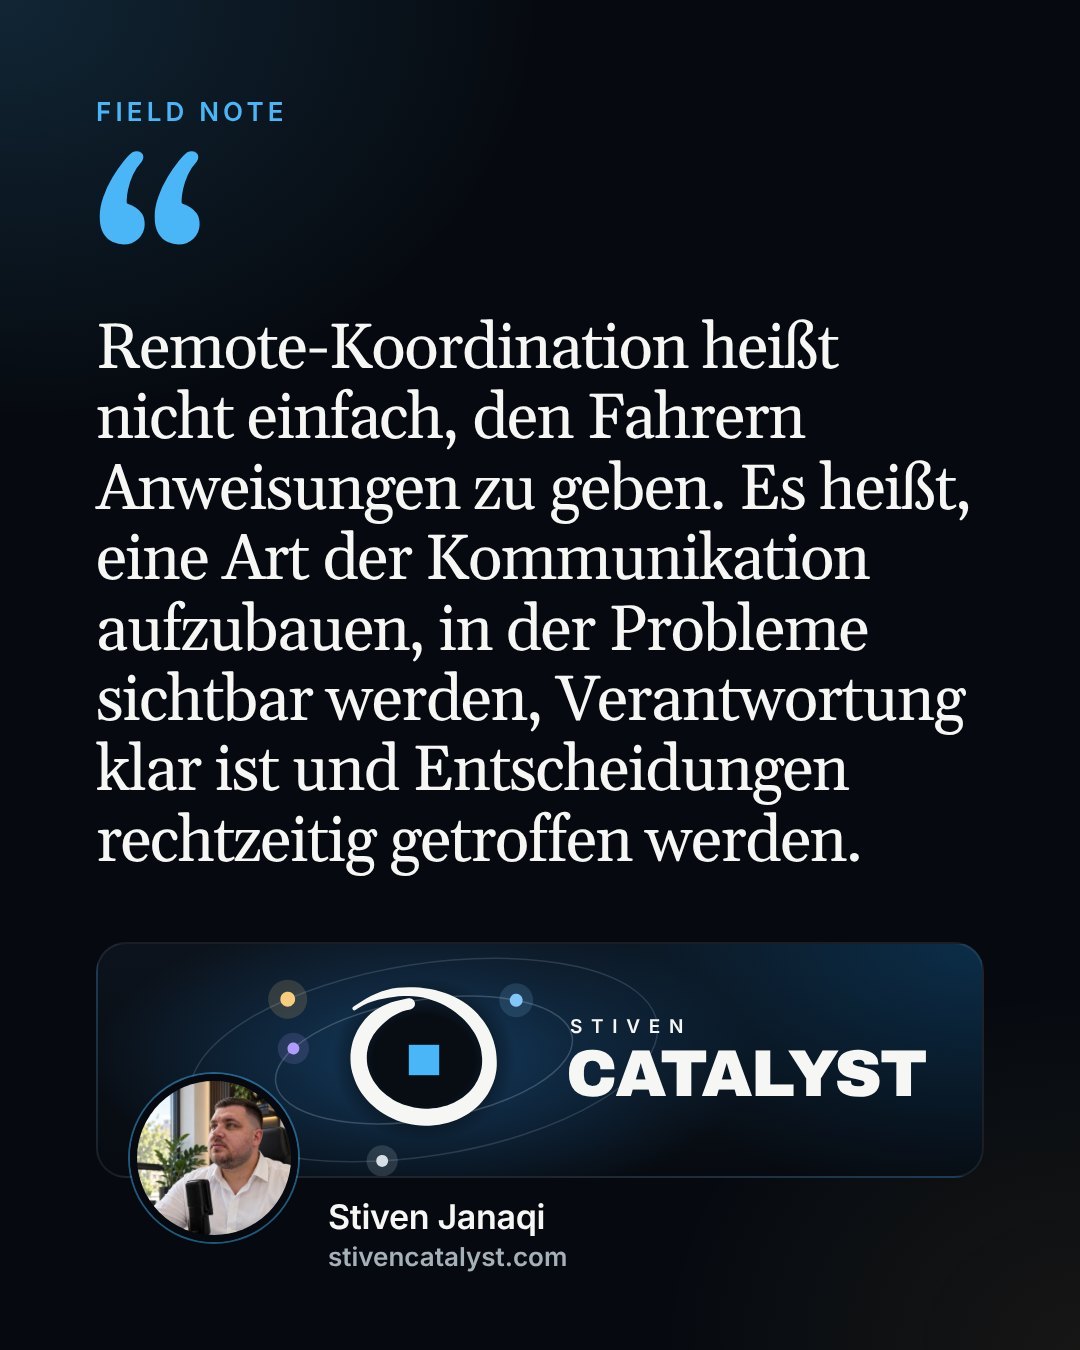 FIELD NOTE
“
Remote-Koordination heißt
nicht einfach, den Fahrern
Anweisungen zu geben. Es heißt,
eine Art der Kommunikation
aufzubauen, in der Probleme
sichtbar werden, Verantwortung
klar ist und Entscheidungen
rechtzeitig getroffen werden.
STIVEN
CATALYST
Stiven Janaqi
stivencatalyst.com